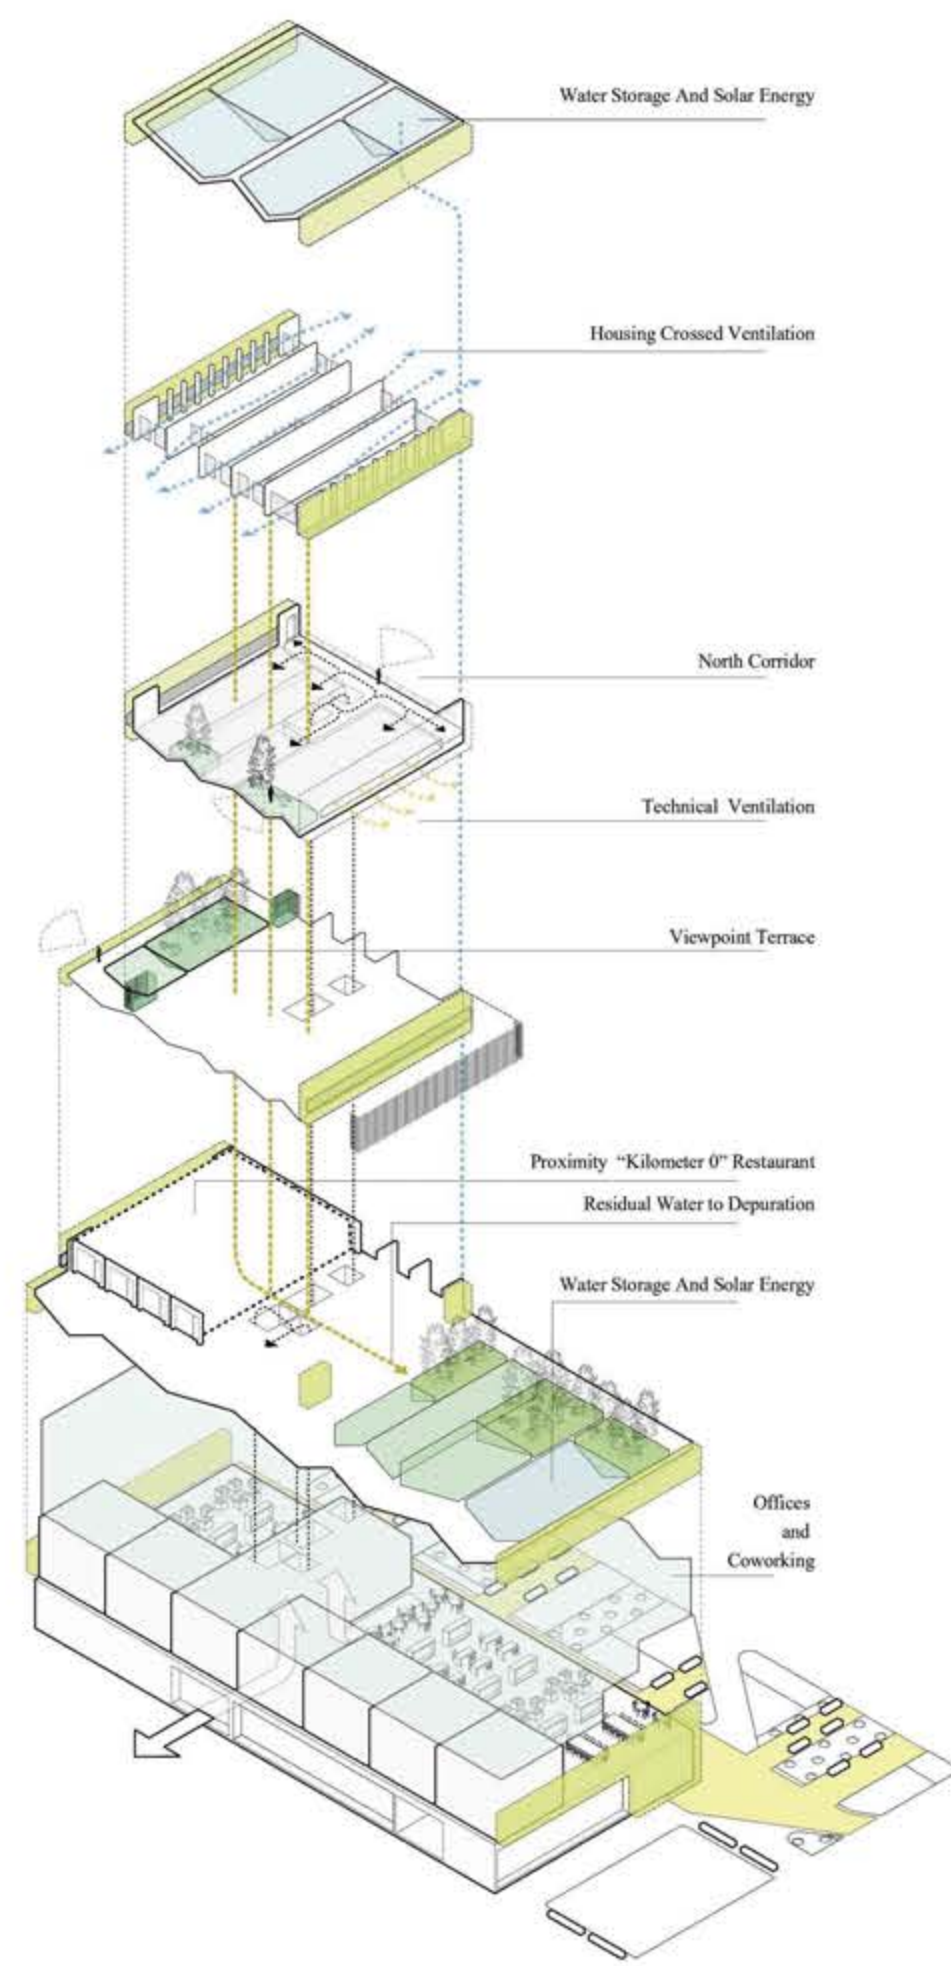 Water Storage And Solar Energy
Housing Crossed Ventilation
North Corridor
Technical Ventilation
Viewpoint Terrace
Proximity “Kilometer 0” Restaurant
Residual Water to Depuration
Water Storage And Solar Energy
Offices
and
Coworking